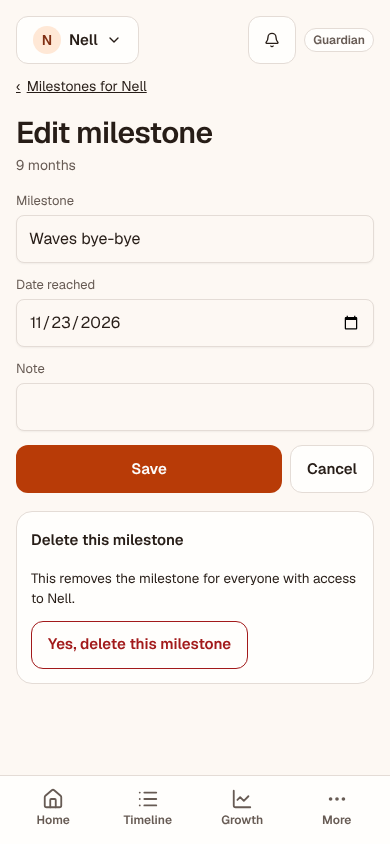 N Nell
Guardian
‹ Milestones for Nell
Edit milestone
9 months
Milestone
Waves bye-bye
Date reached
11/23/2026
Note
Save
Cancel
Delete this milestone
This removes the milestone for everyone with access
to Nell.
Yes, delete this milestone
Home
Timeline
Growth
More